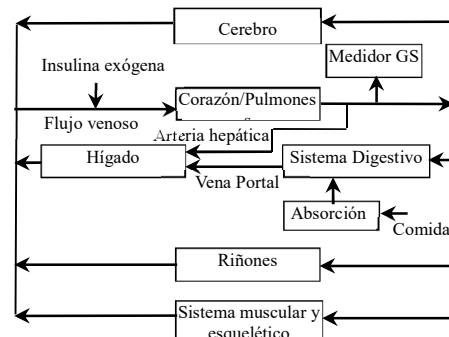 Cerebro
Medidor GS
Insulina exógena
Corazón/Pulmones
Flujo venoso
Arteria hepática
Hígado
Sistema Digestivo
Vena Portal
Absorción
Comida
Riñones
Sistema muscular y
esquelético